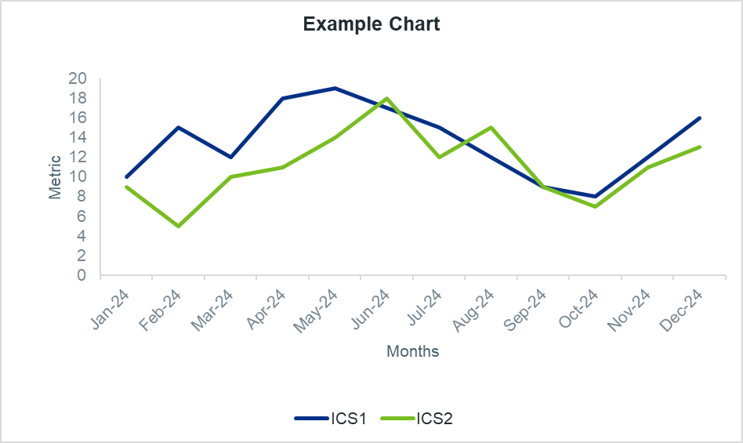 Example Chart
20
18
16
14
12
10
8
6
4
2
0
Metric
Jan-24
Feb-24
Mar-24
Apr-24
May-24
Jun-24
Jul-24
Aug-24
Sep-24
Oct-24
Nov-24
Dec-24
Months
ICS1
ICS2